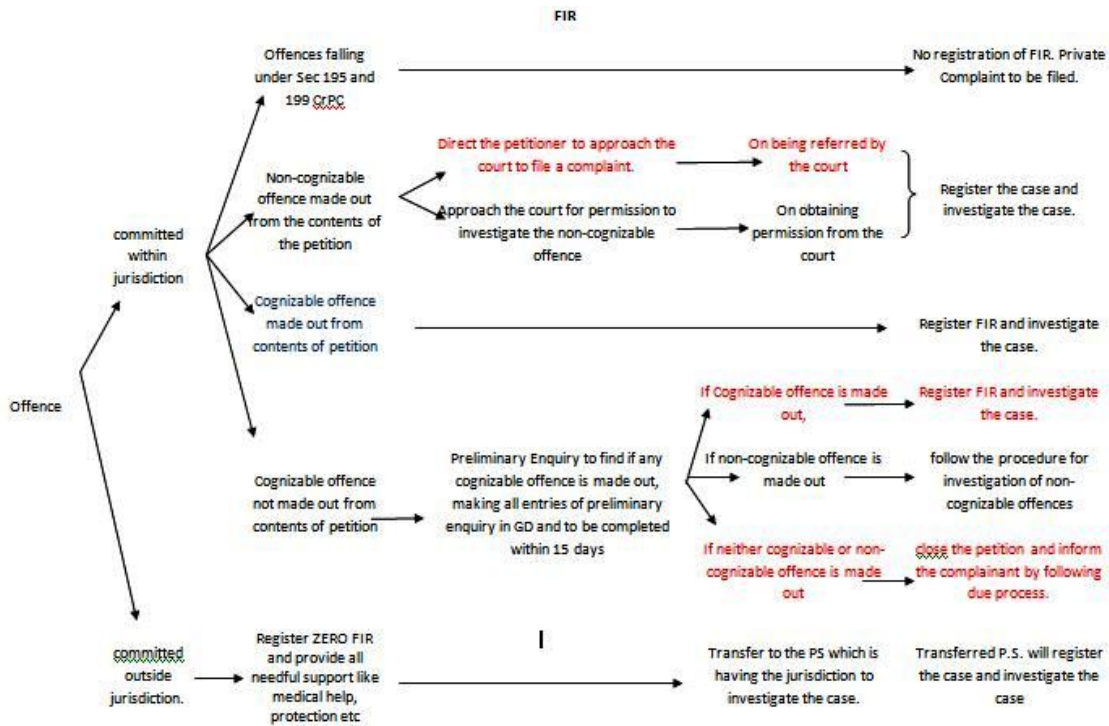 FIR
Offences falling
under Sec 195 and
199 CrPC
No registration of FIR. Private
Complaint to be filed.
Direct the petitioner to approach the
court to file a complaint.
On being referred by
the court
Non-cognizable
offence made out
from the contents of
the petition
Approach the court for permission to
investigate the non-cognizable
offence
On obtaining
permission from the
court
Register the case and
investigate the case.
committed
within
jurisdiction
Cognizable offence
made out from
contents of petition
Register FIR and investigate
the case.
Offence
If Cognizable offence is made
out,
Register FIR and investigate
the case.
Cognizable offence
not made out from
contents of petition
Preliminary Enquiry to find if any
cognizable offence is made out,
making all entries of preliminary
enquiry in GD and to be completed
within 15 days
If non-cognizable offence is
made out
follow the procedure for
investigation of non-
cognizable offences
If neither cognizable or non-
cognizable offence is made
out
close the petition and inform
the complainant by following
due process.
committed
outside
jurisdiction.
Register ZERO FIR
and provide all
needful support like
medical help,
protection etc
Transfer to the PS which is
having the jurisdiction to
investigate the case.
Transferred P.S. will register
the case and investigate the
case